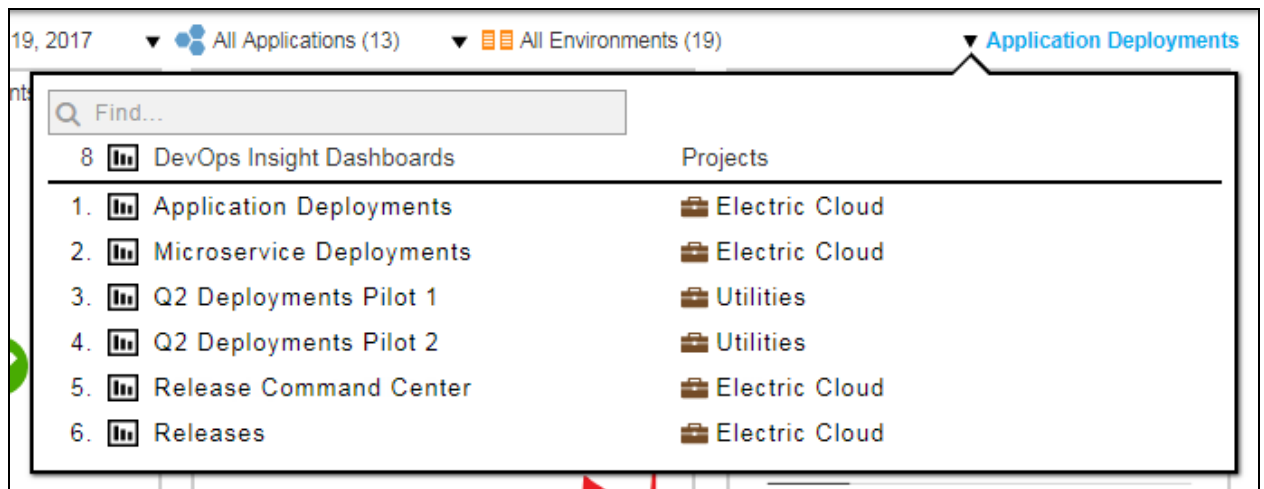 19, 2017 All Applications (13) All Environments (19) Application Deployments
Find...
8 DevOps Insight Dashboards Projects
1. Application Deployments Electric Cloud
2. Microservice Deployments Electric Cloud
3. Q2 Deployments Pilot 1 Utilities
4. Q2 Deployments Pilot 2 Utilities
5. Release Command Center Electric Cloud
6. Releases Electric Cloud